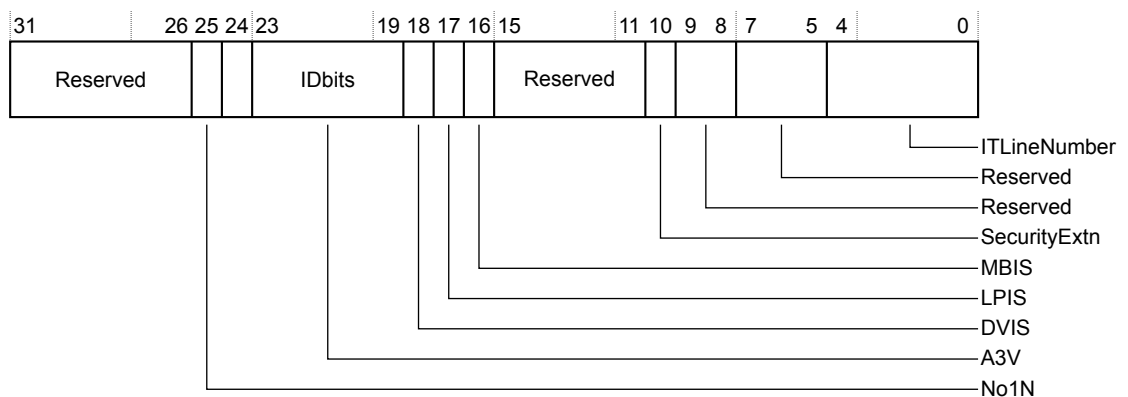 31 26 25 24 23 19 18 17 16 15 11 10 9 8 7 5 4 0
Reserved IDbits Reserved
ITLineNumber
Reserved
Reserved
SecurityExtn
MBIS
LPIS
DVIS
A3V
No1N